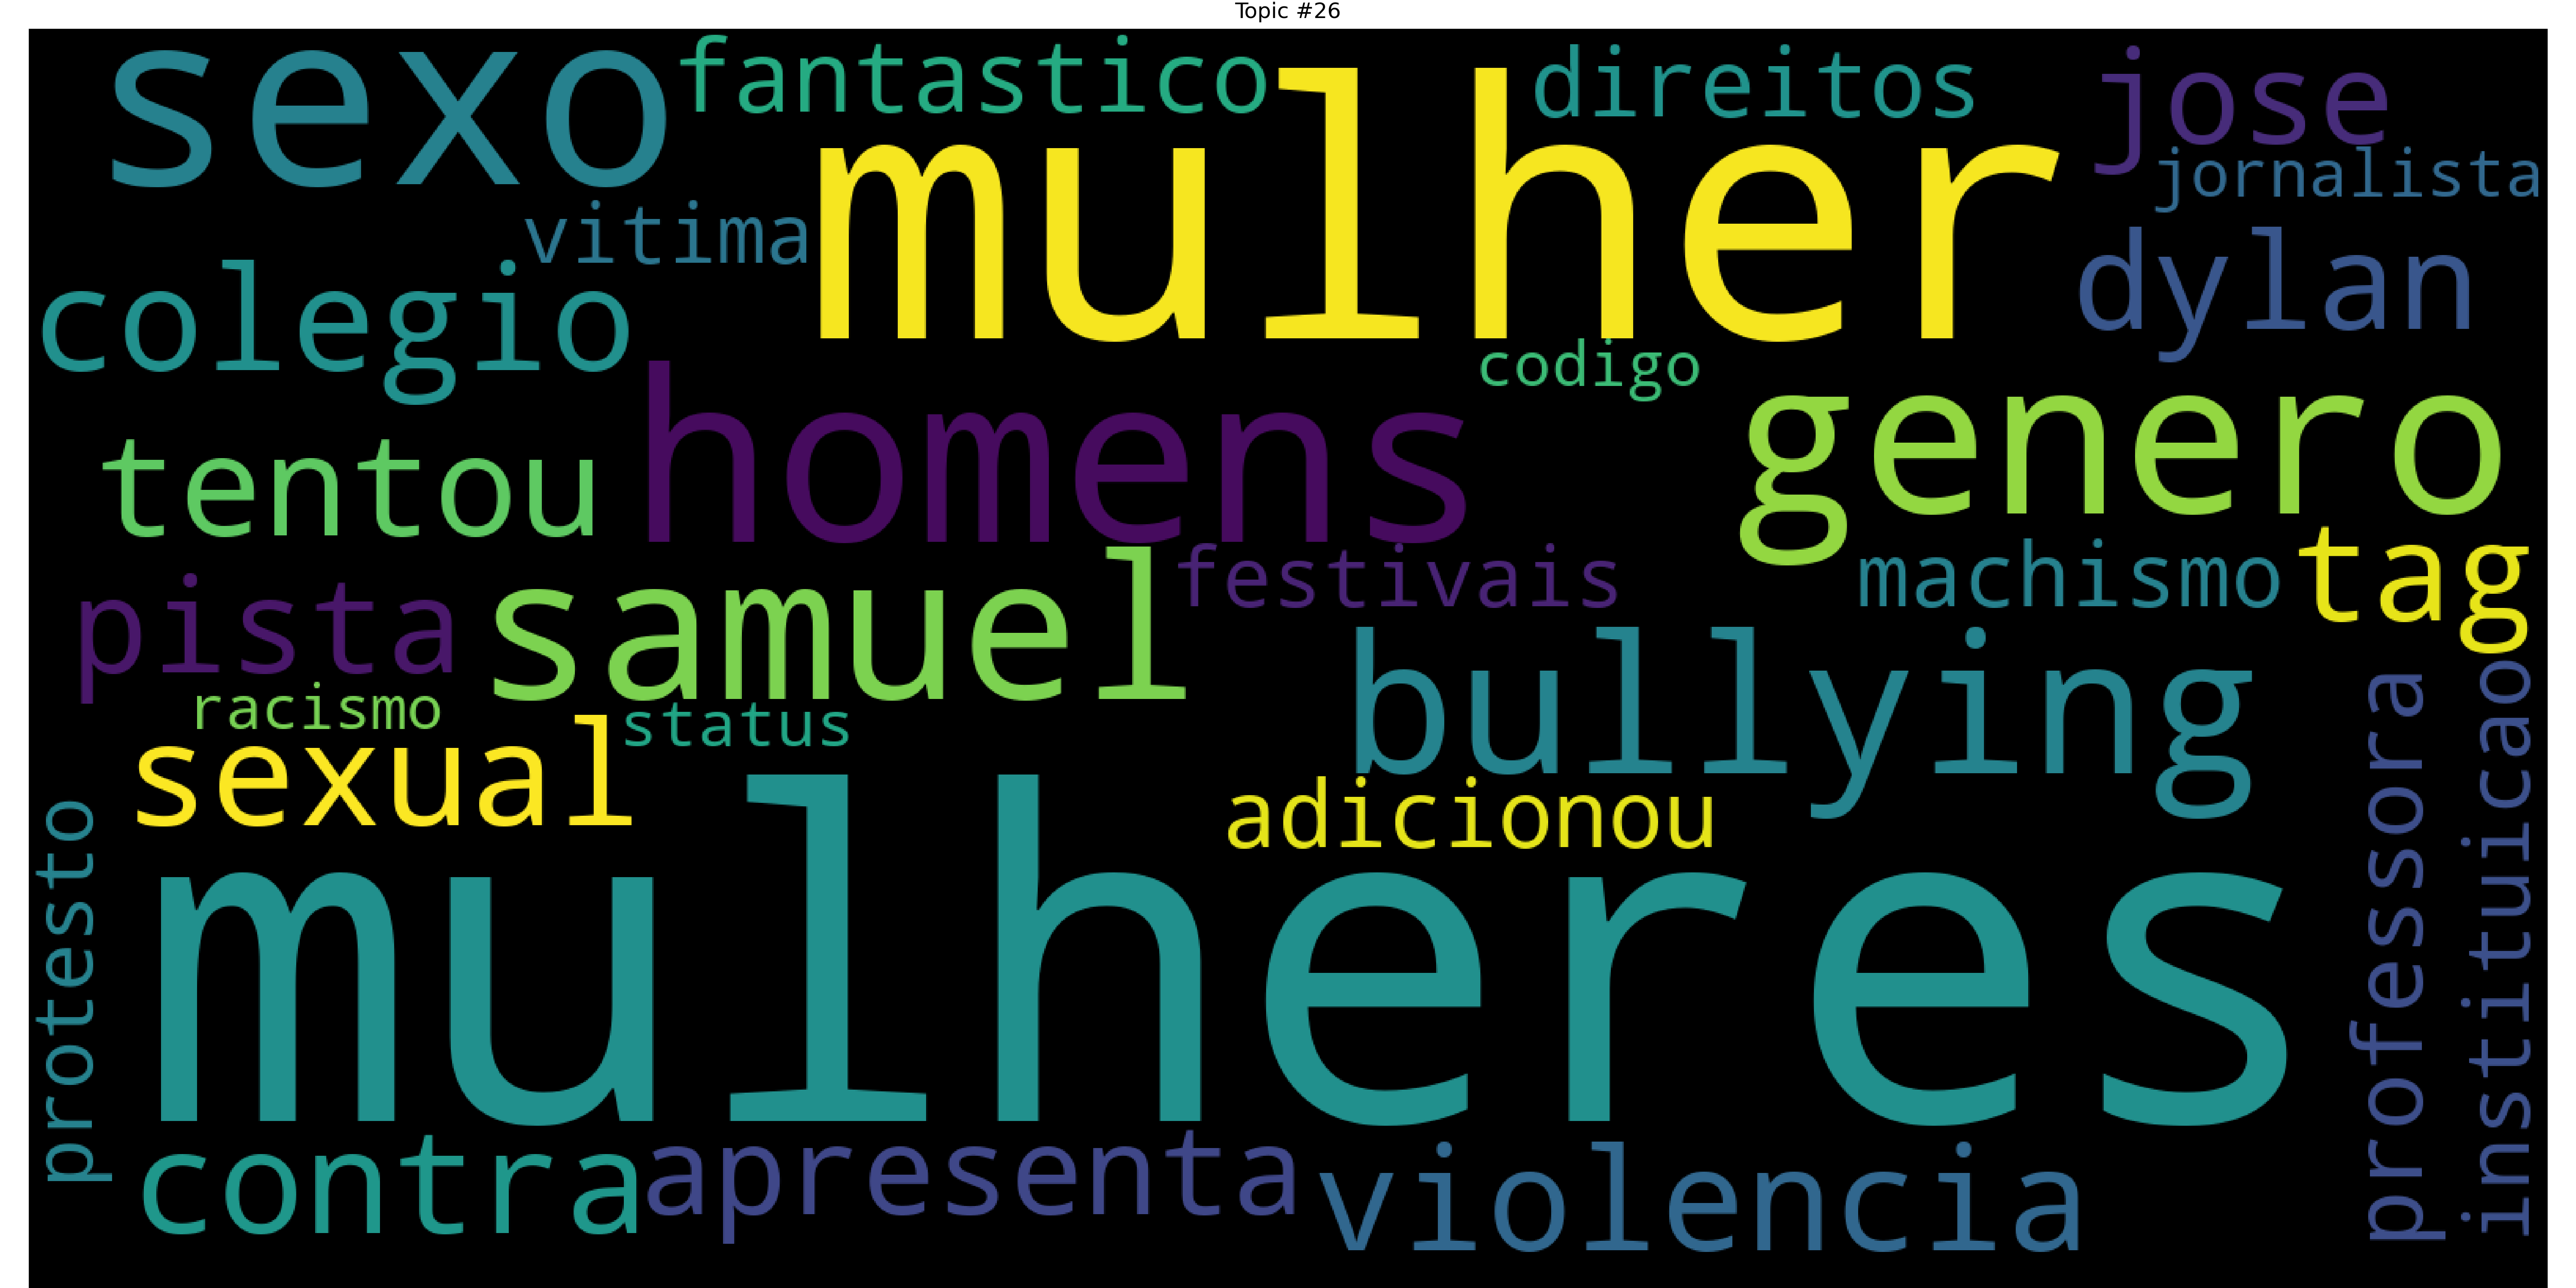 Topic #26
sexo
fantastico
mulher
direitos
jose
jornalista
vitima
colegio
dylan
codigo
homens
genero
tentou
festivais
machismo
tag
pista
samuel
bullying
racismo
status
sexual
adicionou
mulheres
protesto
professora
instituicao
contra
apresenta
violencia